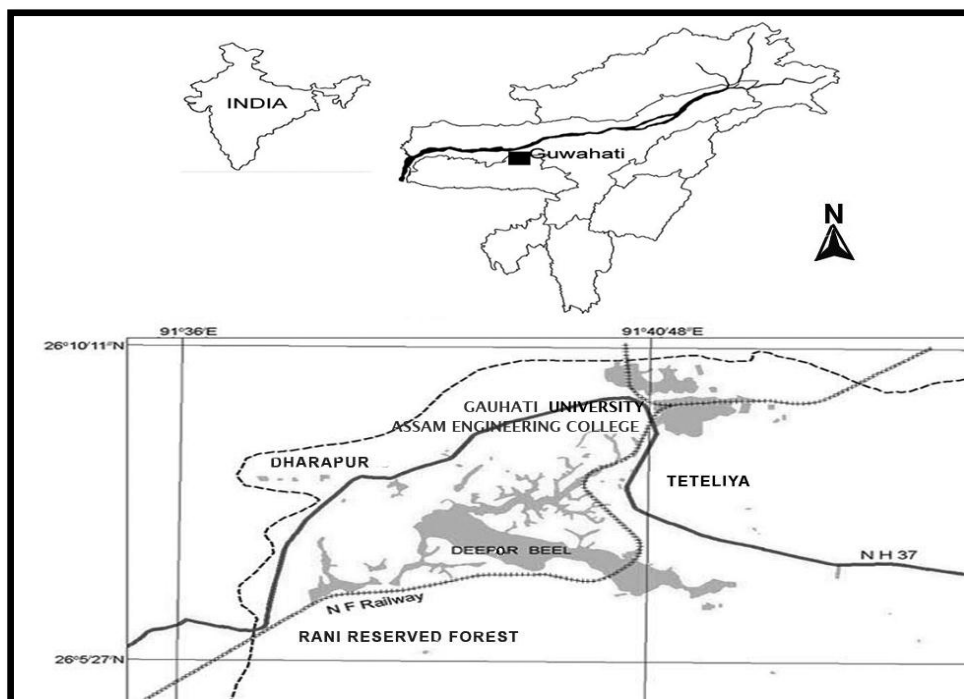 INDIA
Guwahati
N
91°36'E
91°40'48"E
26°10'11"N
GAUHATI UNIVERSITY
ASSAM ENGINEERING COLLEGE
DHARAPUR
TETELIYA
DEEPOR BEEL
N H 37
N F Railway
RANI RESERVED FOREST
26°5'27"N